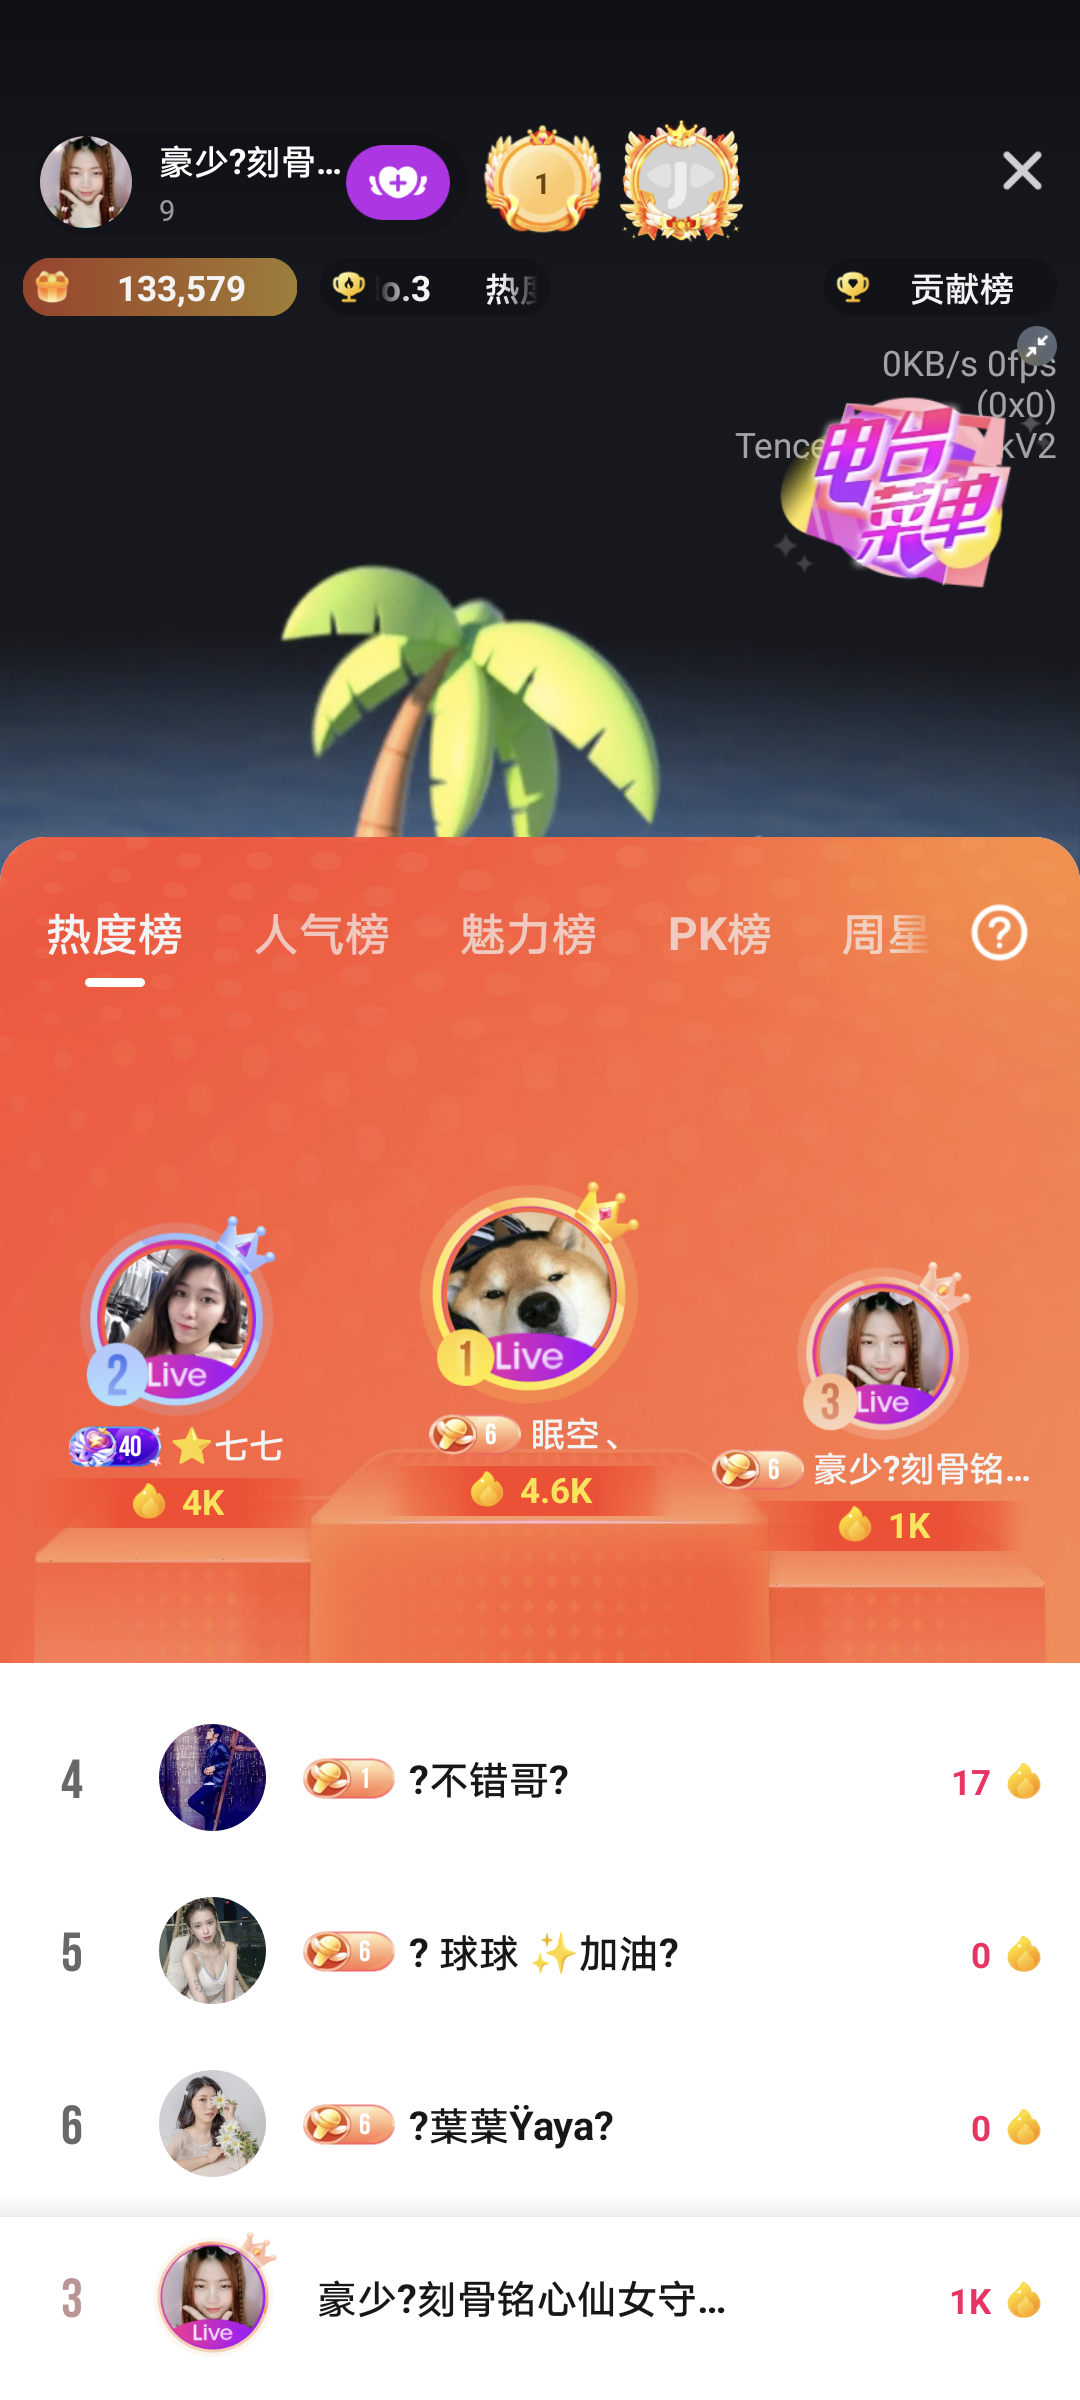 豪少?刻骨...
9
1
J
133,579
o.3 热度
贡献榜
0KB/s 0fps
(0x0)
Tence
kV2
电台
菜单
热度榜 人气榜 魅力榜 PK榜 周星 ?
1 Live
2 Live
3 Live
6 眠空、
40 ⭐七七
6 豪少?刻骨铭...
4.6K
4K
1K
4 1 ?不错哥? 17
5 6 ? 球球 ✨加油? 0
6 6 ?葉葉Ÿaya? 0
3 Live 豪少?刻骨铭心仙女守... 1K